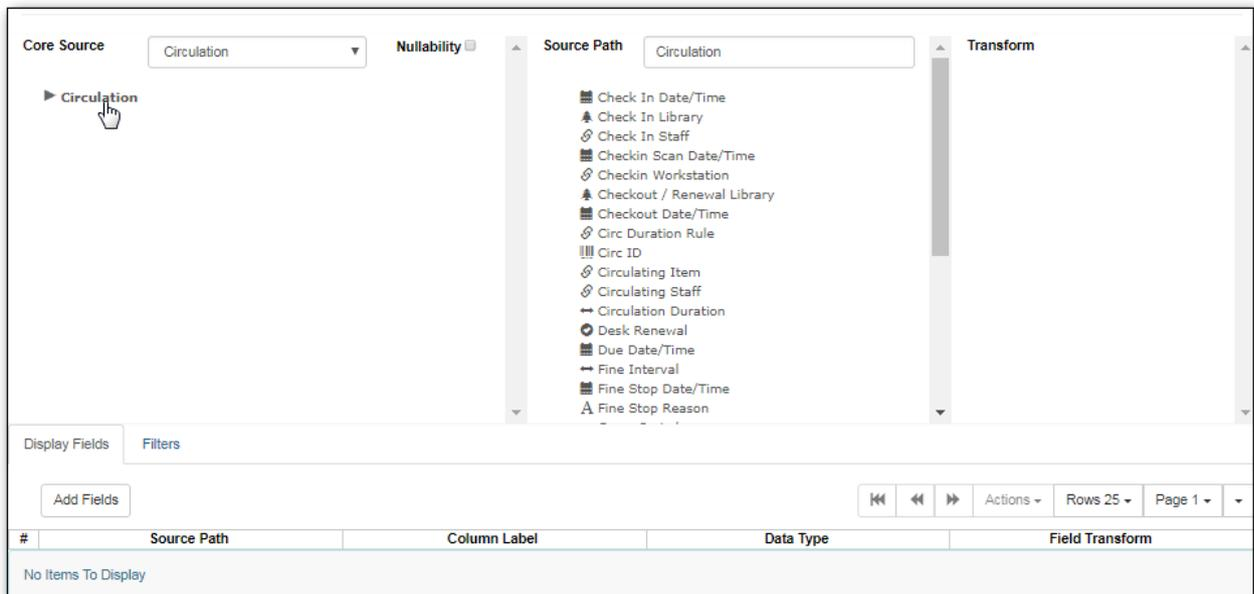 Core Source
Circulation
Nullability
Source Path
Circulation
Transform
Circulation
Check In Date/Time
Check In Library
Check In Staff
Checkin Scan Date/Time
Checkin Workstation
Checkout / Renewal Library
Checkout Date/Time
Circ Duration Rule
Circ ID
Circulating Item
Circulating Staff
Circulation Duration
Desk Renewal
Due Date/Time
Fine Interval
Fine Stop Date/Time
Fine Stop Reason
Display Fields
Filters
Add Fields
Actions
Rows 25
Page 1
# Source Path Column Label Data Type Field Transform
No Items To Display